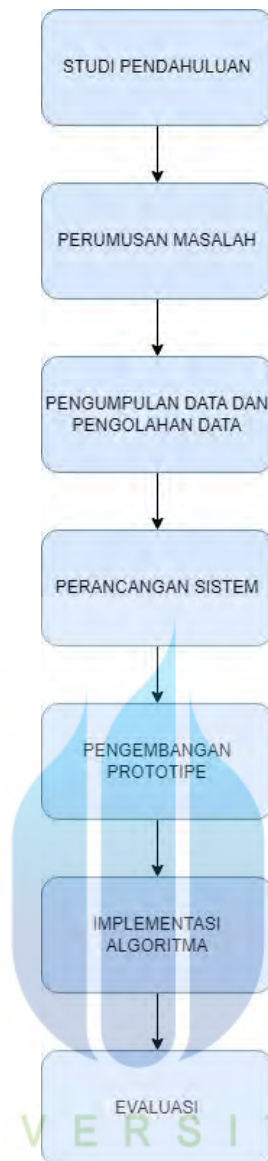 STUDI PENDAHULUAN
PERUMUSAN MASALAH
PENGUMPULAN DATA DAN
PENGOLAHAN DATA
PERANCANGAN SISTEM
PENGEMBANGAN
PROTOTIPE
IMPLEMENTASI
ALGORITMA
EVALUASI
V E R S I T